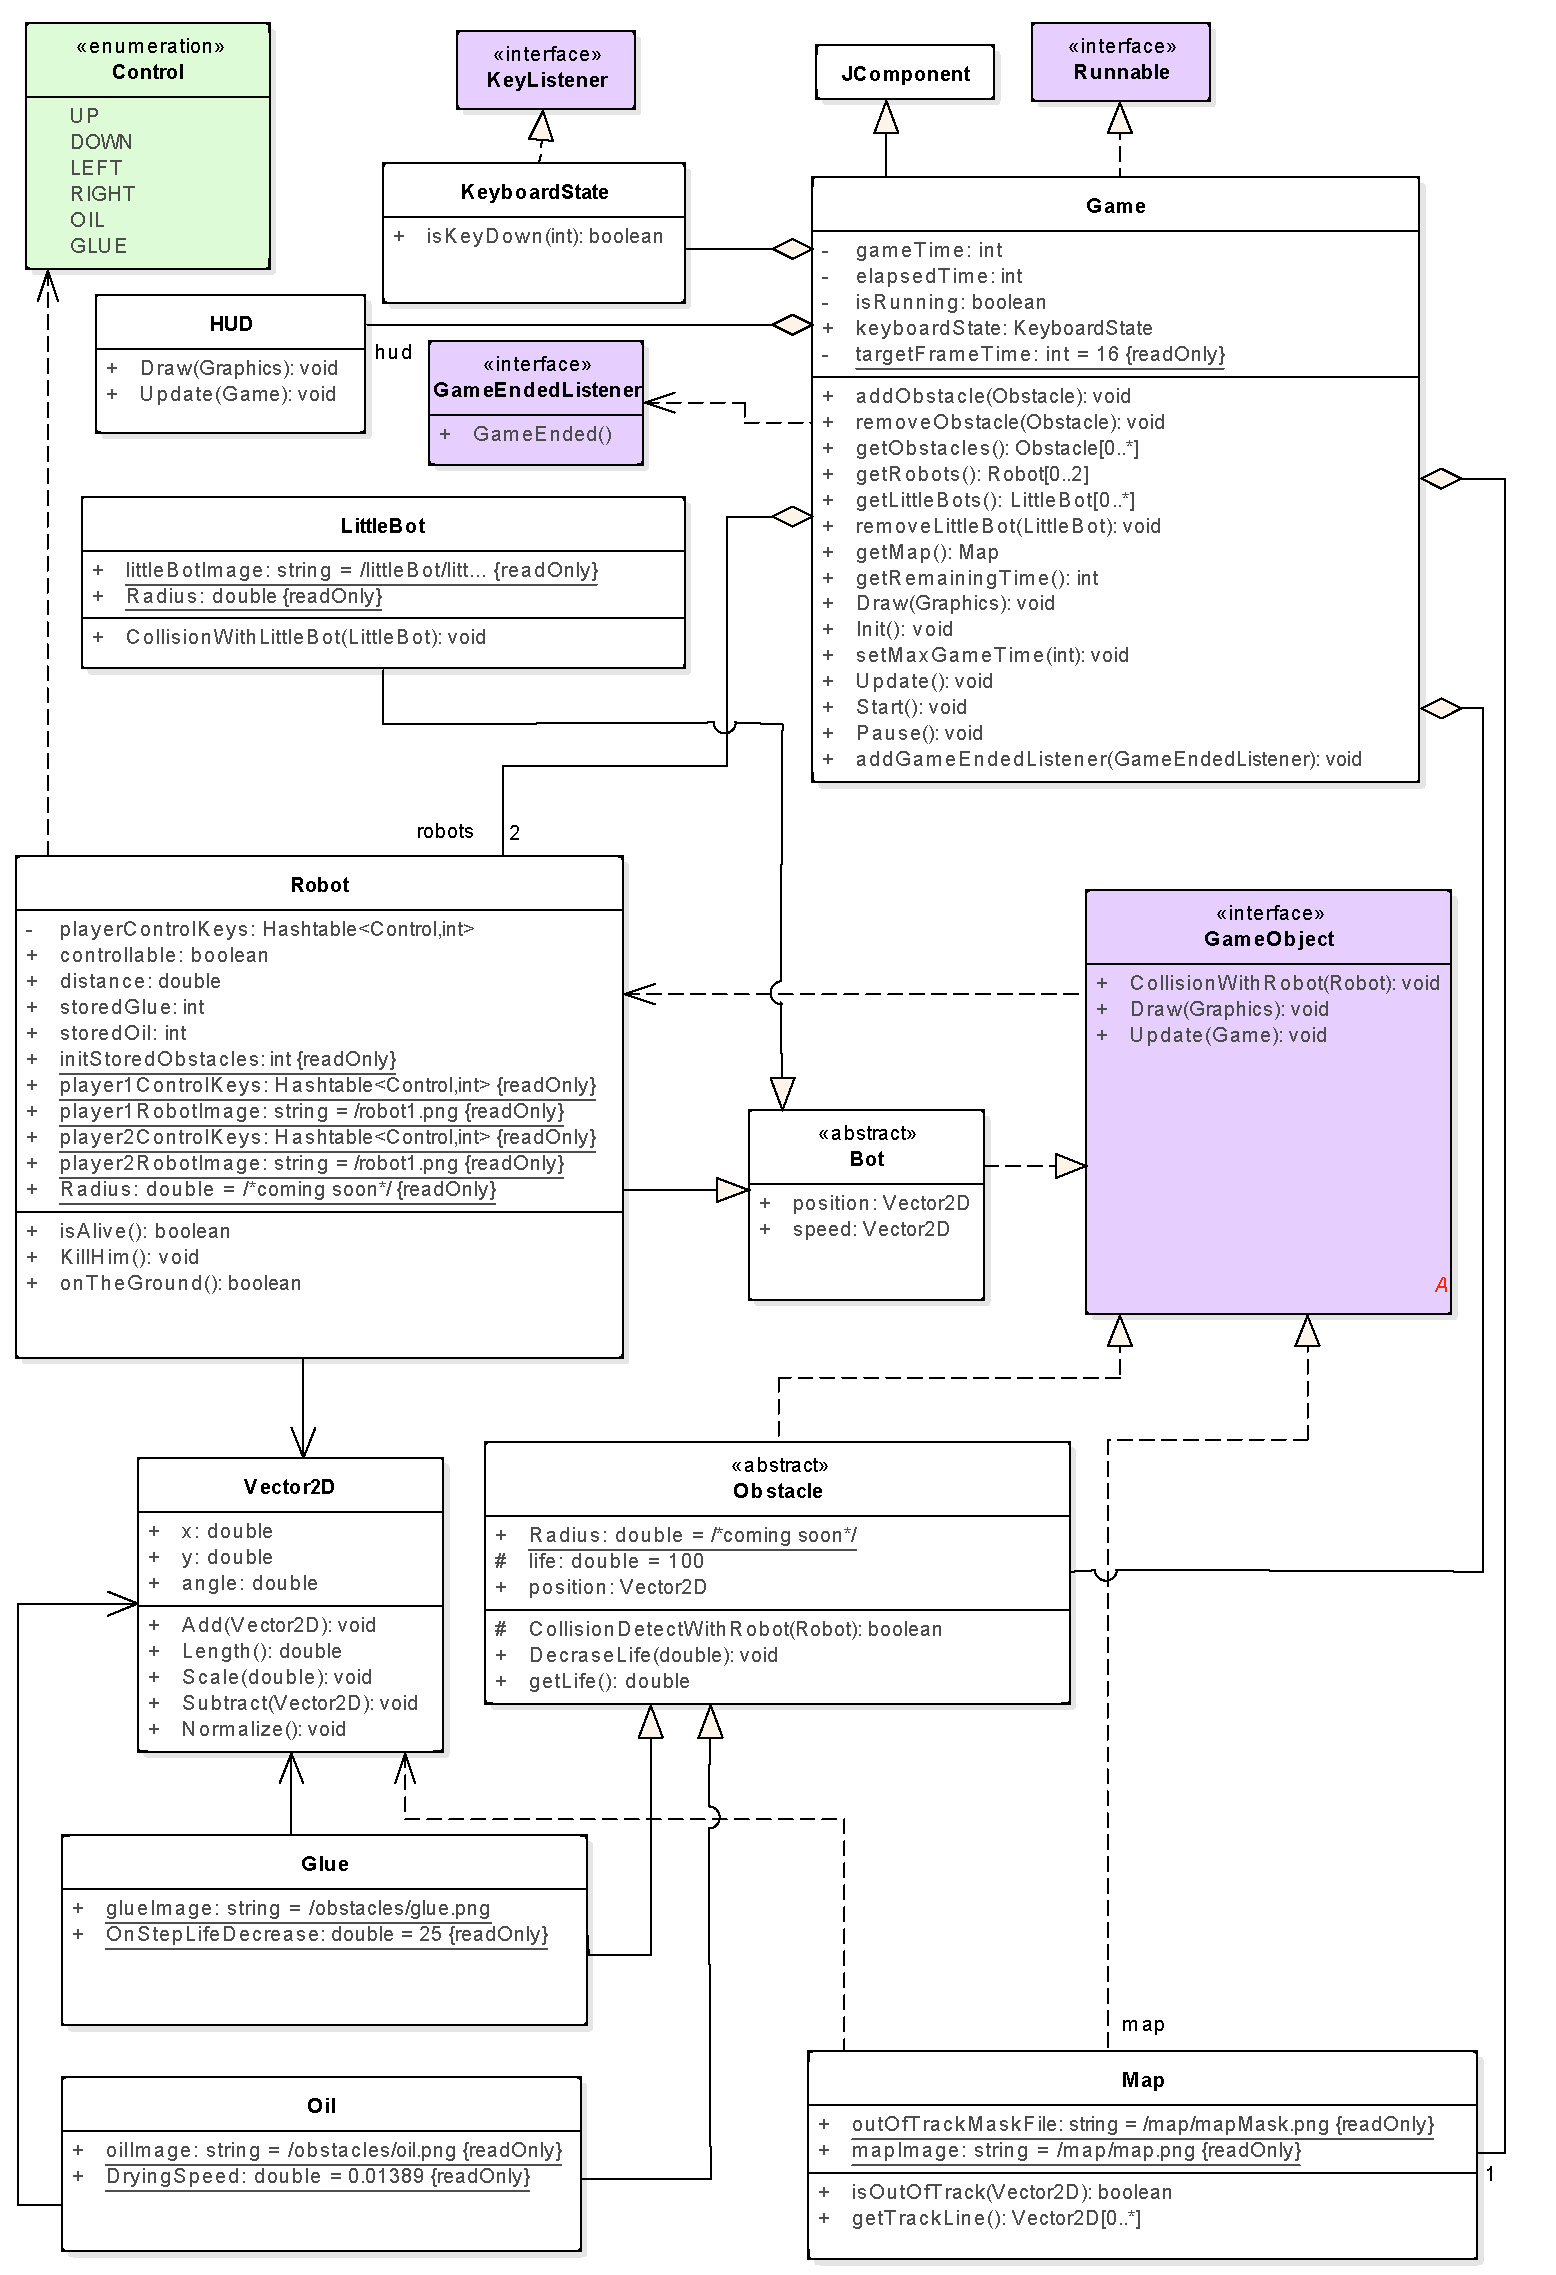 «enumeration»
Control
UP
DOWN
LEFT
RIGHT
OIL
GLUE
«interface»
KeyListener
JComponent
«interface»
Runnable
KeyboardState
+ isKeyDown(int): boolean
Game
- gameTime: int
- elapsedTime: int
- isRunning: boolean
+ keyboardState: KeyboardState
- targetFrameTime: int = 16 {readOnly}
+ addObstacle(Obstacle): void
+ removeObstacle(Obstacle): void
+ getObstacles(): Obstacle[0..*]
+ getRobots(): Robot[0..2]
+ getLittleBots(): LittleBot[0..*]
+ removeLittleBot(LittleBot): void
+ getMap(): Map
+ getRemainingTime(): int
+ Draw(Graphics): void
+ Init(): void
+ setMaxGameTime(int): void
+ Update(): void
+ Start(): void
+ Pause(): void
+ addGameEndedListener(GameEndedListener): void
HUD
+ Draw(Graphics): void
+ Update(Game): void
hud
«interface»
GameEndedListener
+ GameEnded()
LittleBot
+ littleBotImage: string = /littleBot/litt... {readOnly}
+ Radius: double {readOnly}
+ CollisionWithLittleBot(LittleBot): void
robots
2
Robot
- playerControlKeys: Hashtable<Control,int>
+ controllable: boolean
+ distance: double
+ storedGlue: int
+ storedOil: int
+ initStoredObstacles: int {readOnly}
+ player1ControlKeys: Hashtable<Control,int> {readOnly}
+ player1RobotImage: string = /robot1.png {readOnly}
+ player2ControlKeys: Hashtable<Control,int> {readOnly}
+ player2RobotImage: string = /robot1.png {readOnly}
+ Radius: double = /*coming soon*/ {readOnly}
+ isAlive(): boolean
+ KillHim(): void
+ onTheGround(): boolean
«interface»
GameObject
+ CollisionWithRobot(Robot): void
+ Draw(Graphics): void
+ Update(Game): void
A
«abstract»
Bot
+ position: Vector2D
+ speed: Vector2D
Vector2D
+ x: double
+ y: double
+ angle: double
+ Add(Vector2D): void
+ Length(): double
+ Scale(double): void
+ Subtract(Vector2D): void
+ Normalize(): void
«abstract»
Obstacle
+ Radius: double = /*coming soon*/
# life: double = 100
+ position: Vector2D
# CollisionDetectWithRobot(Robot): boolean
+ DecraseLife(double): void
+ getLife(): double
Glue
+ glueImage: string = /obstacles/glue.png
+ OnStepLifeDecrease: double = 25 {readOnly}
Oil
+ oilImage: string = /obstacles/oil.png {readOnly}
+ DryingSpeed: double = 0.01389 {readOnly}
map
Map
+ outOfTrackMaskFile: string = /map/mapMask.png {readOnly}
+ mapImage: string = /map/map.png {readOnly}
+ isOutOfTrack(Vector2D): boolean
+ getTrackLine(): Vector2D[0..*]
1